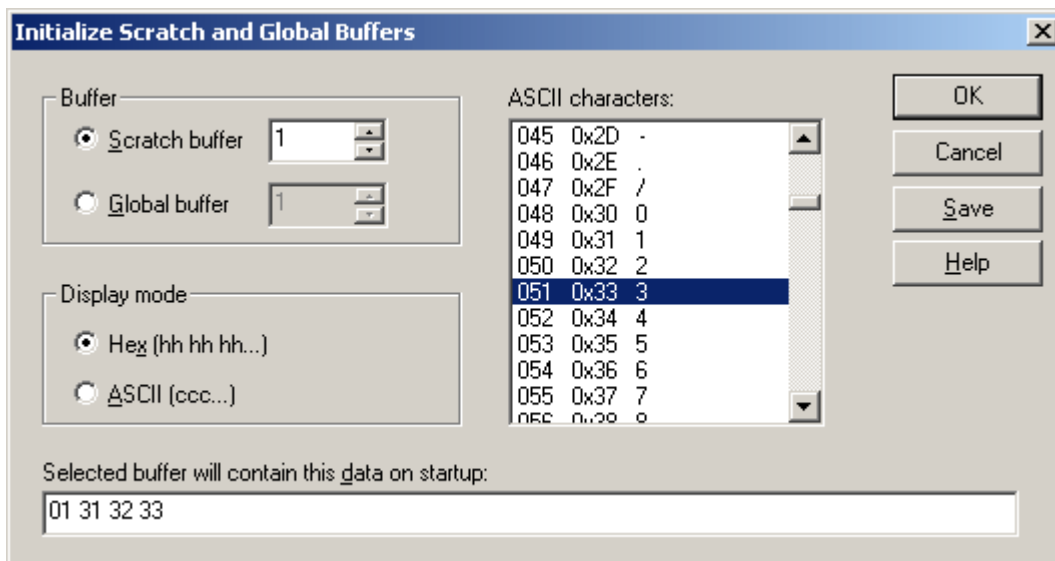 Initialize Scratch and Global Buffers
Buffer
Scratch buffer 1
Global buffer 1
Display mode
Hex (hh hh hh...)
ASCII (ccc...)
ASCII characters:
045 0x2D -
046 0x2E .
047 0x2F /
048 0x30 0
049 0x31 1
050 0x32 2
051 0x33 3
052 0x34 4
053 0x35 5
054 0x36 6
055 0x37 7
056 0x38 8
OK
Cancel
Save
Help
Selected buffer will contain this data on startup:
01 31 32 33